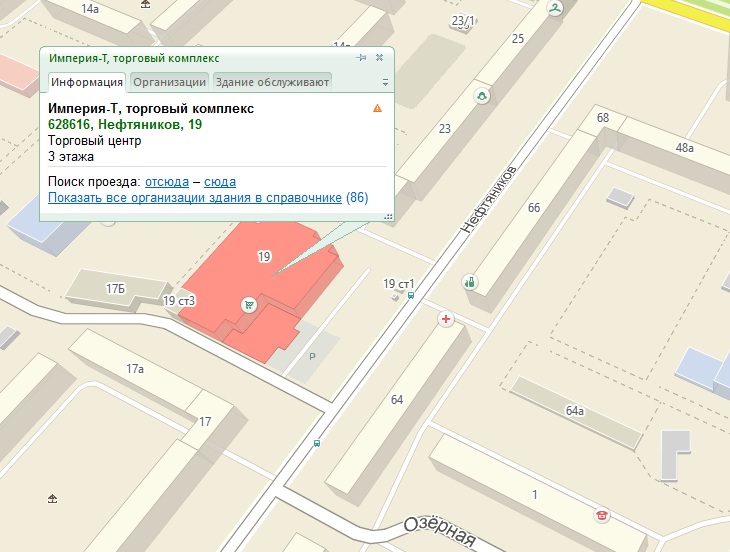 14а
23/1
25
14а
Империя-Т, торговый комплекс
Информация Организации Здание обслуживают
Империя-Т, торговый комплекс
628616, Нефтяников, 19
Торговый центр
3 этажа
Поиск проезда: отсюда – сюда
Показать все организации здания в справочнике (86)
23
68
48а
Нефтяников
66
19
19 ст1
17Б
19 ст3
P
17а
17
64
64а
1
Озёрная